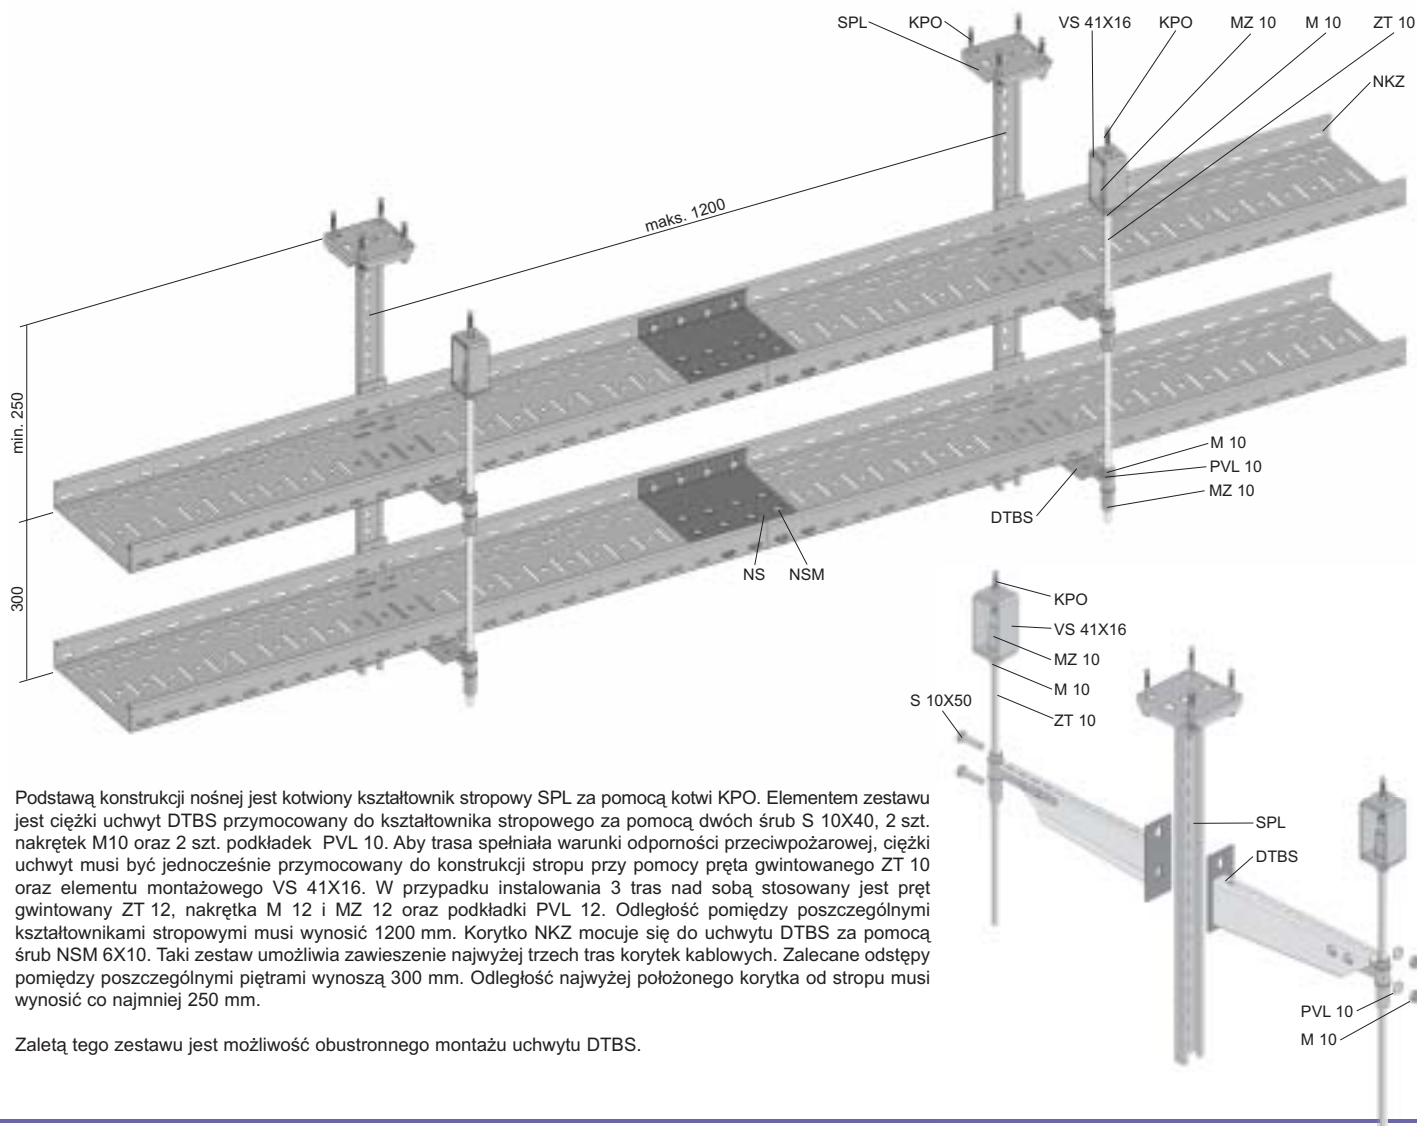 SPL
KPO
VS 41X16
KPO
MZ 10
M 10
ZT 10
NKZ
maks. 1200
min. 250
300
M 10
PVL 10
MZ 10
DTBS
NS
NSM
KPO
VS 41X16
MZ 10
M 10
ZT 10
S 10X50
SPL
DTBS
PVL 10
M 10
Podstawą konstrukcji nośnej jest kotwiony kształtownik stropowy SPL za pomocą kotwi KPO. Elementem zestawu
jest ciężki uchwyt DTBS przymocowany do kształtownika stropowego za pomocą dwóch śrub S 10X40, 2 szt.
nakrętek M10 oraz 2 szt. podkładek PVL 10. Aby trasa spełniała warunki odporności przeciwpożarowej, ciężki
uchwyt musi być jednocześnie przymocowany do konstrukcji stropu przy pomocy pręta gwintowanego ZT 10
oraz elementu montażowego VS 41X16. W przypadku instalowania 3 tras nad sobą stosowany jest pręt
gwintowany ZT 12, nakrętka M 12 i MZ 12 oraz podkładki PVL 12. Odległość pomiędzy poszczególnymi
kształtownikami stropowymi musi wynosić 1200 mm. Korytko NKZ mocuje się do uchwytu DTBS za pomocą
śrub NSM 6X10. Taki zestaw umożliwia zawieszenie najwyżej trzech tras korytek kablowych. Zalecane odstępy
pomiędzy poszczególnymi piętrami wynoszą 300 mm. Odległość najwyżej położonego korytka od stropu musi
wynosić co najmniej 250 mm.
Zaletą tego zestawu jest możliwość obustronnego montażu uchwytu DTBS.